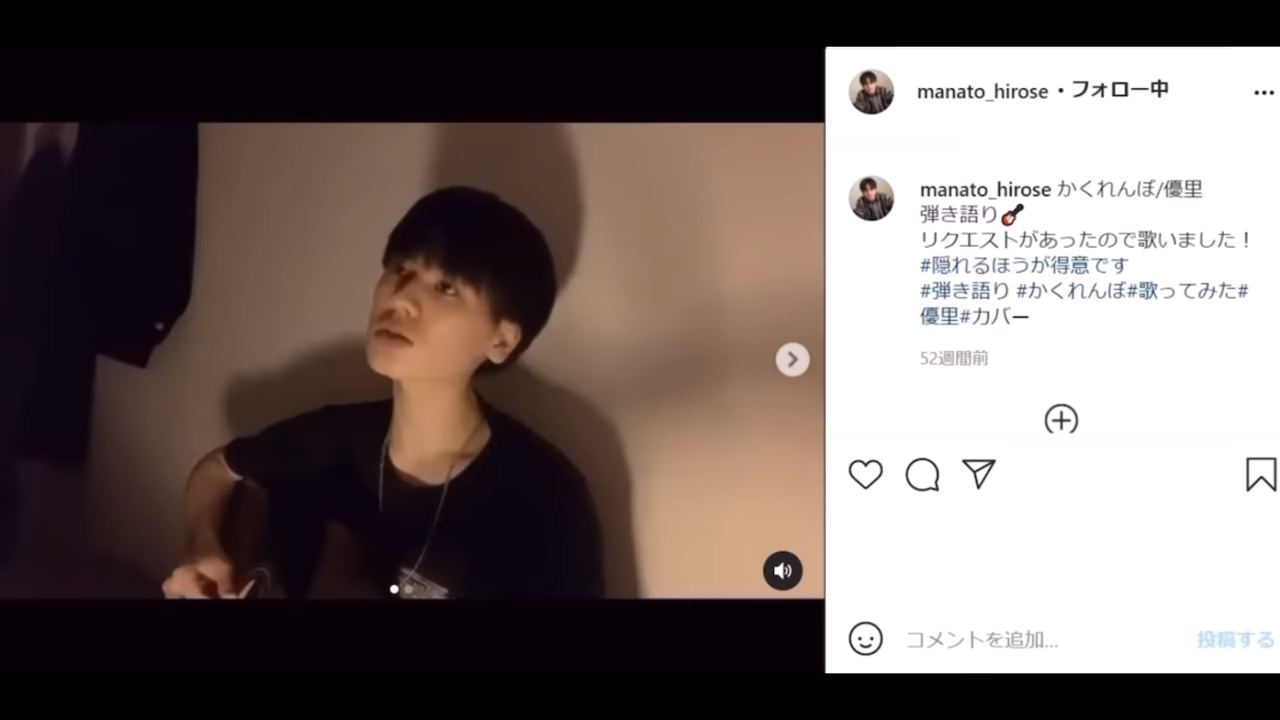 manato_hirose・フォロー中
manato_hirose かくれんぼ/優里
弾き語り🎸
リクエストがあったので歌いました！
#隠れるほうが得意です
#弾き語り #かくれんぼ#歌ってみた#
優里#カバー
52週間前
コメントを追加...
投稿する